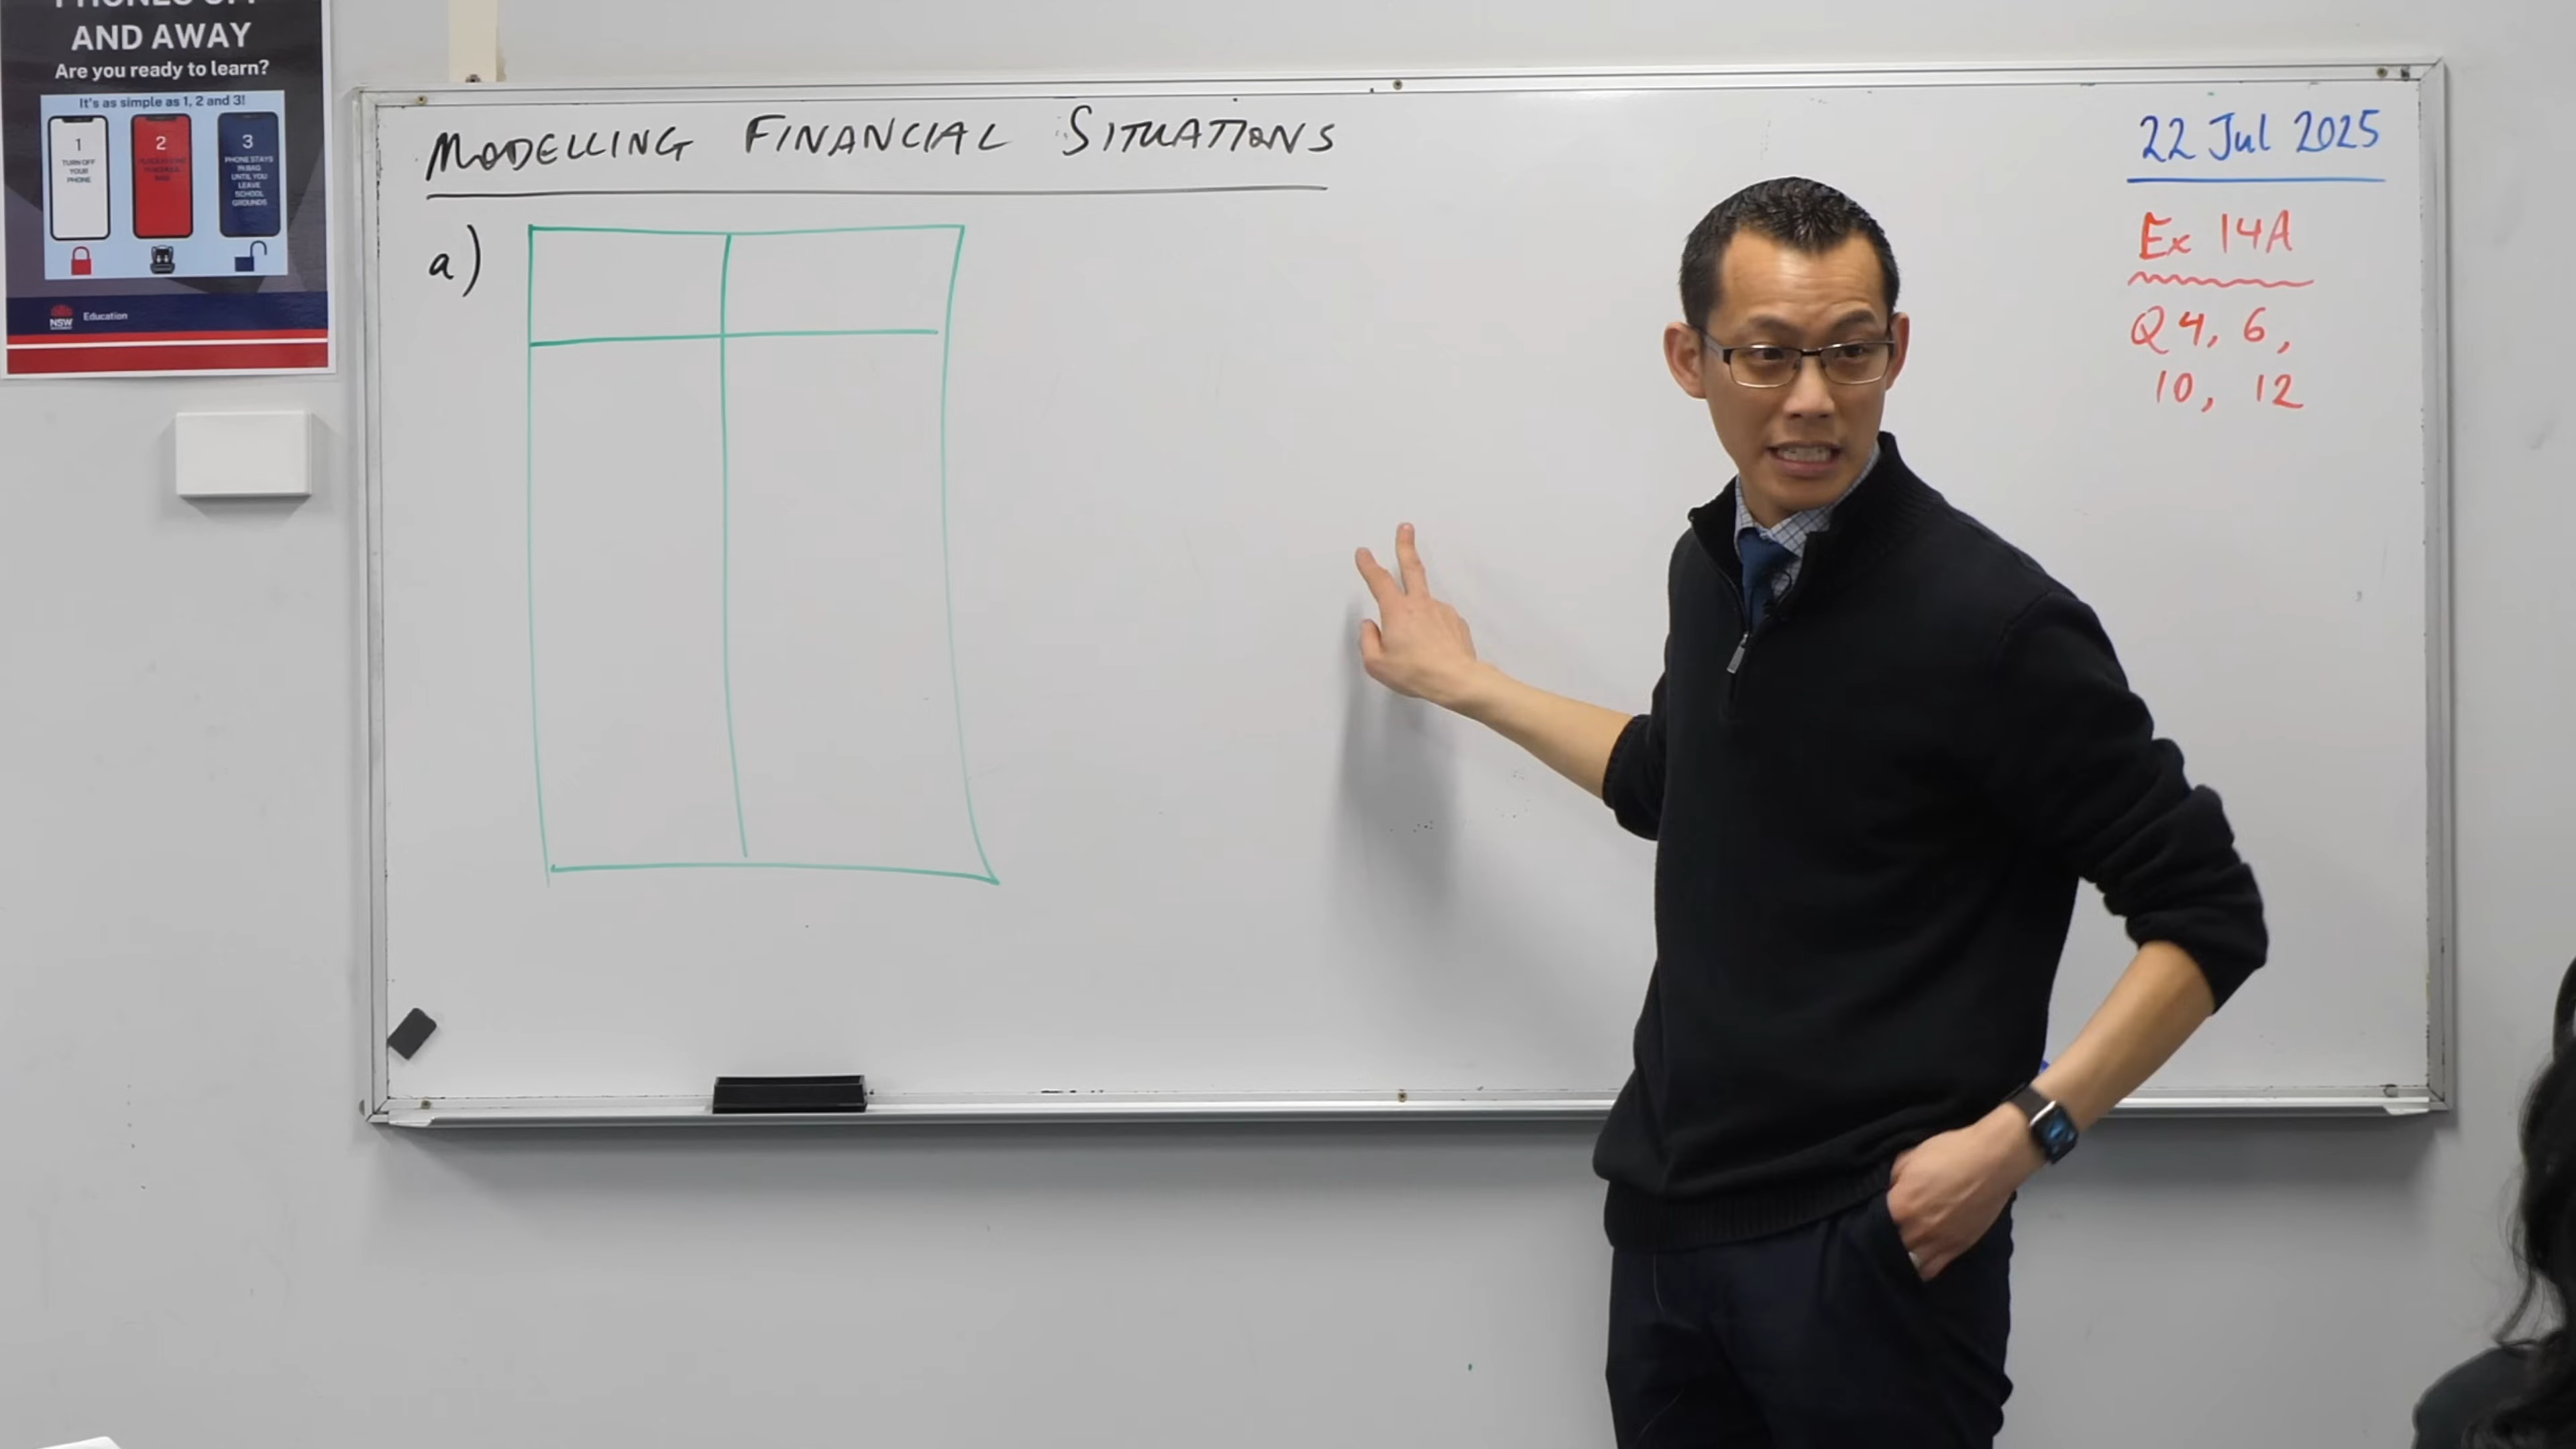 AND AWAY
Are you ready to learn?
It's as simple as 1, 2 and 3!
1
TURN OFF
YOUR
PHONE
2
3
PHONE STAYS
IN BAG
UNTIL YOU
LEAVE
SCHOOL
GROUNDS
NSW
Education
MODELLING FINANCIAL SITUATIONS
a)
22 Jul 2025
Ex 14A
Q 4, 6,
10, 12